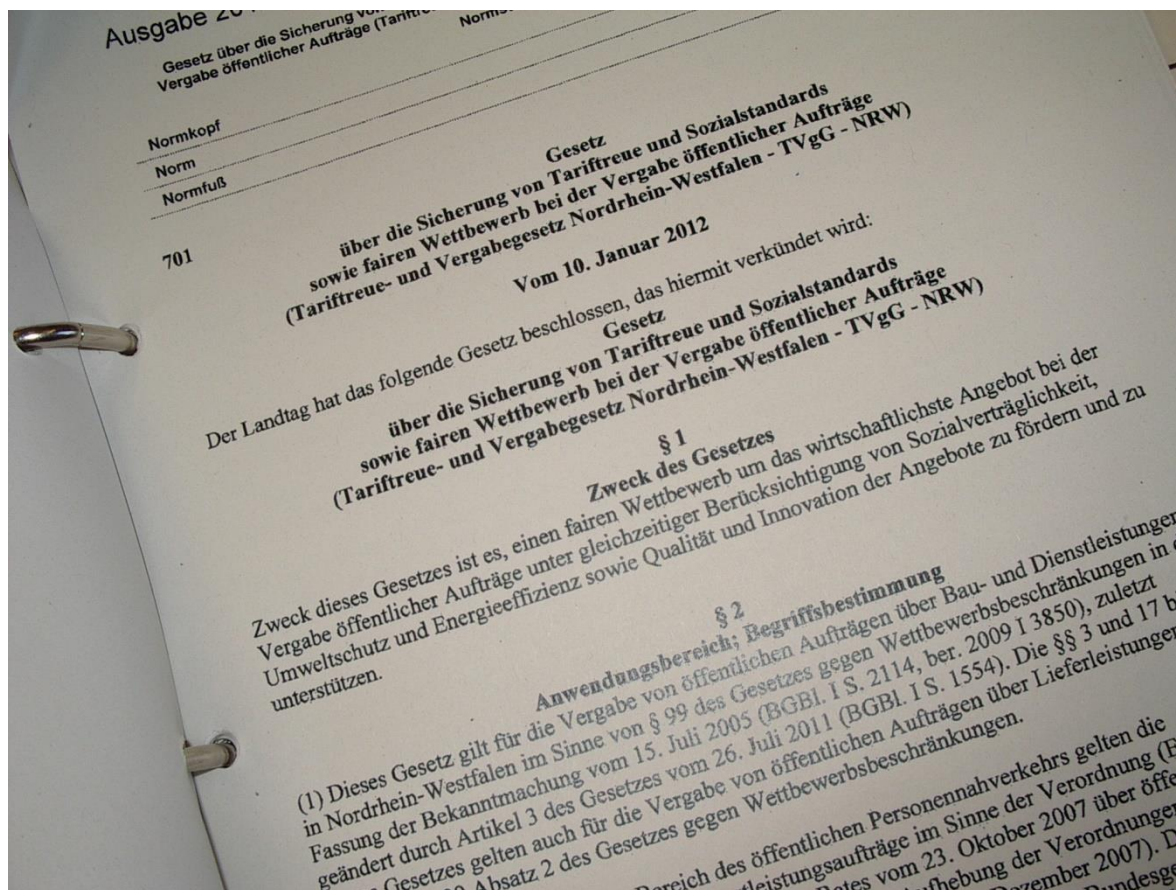 Ausgabe 20
Gesetz über die Sicherung vo
Vergabe öffentlicher Aufträge (Tariftreu
Normkopf
Norm
Normfuß
701
Gesetz
über die Sicherung von Tariftreue und Sozialstandards
sowie fairen Wettbewerb bei der Vergabe öffentlicher Aufträge
(Tariftreue- und Vergabegesetz Nordrhein-Westfalen - TVgG - NRW)
Vom 10. Januar 2012
Der Landtag hat das folgende Gesetz beschlossen, das hiermit verkündet wird:
Gesetz
über die Sicherung von Tariftreue und Sozialstandards
sowie fairen Wettbewerb bei der Vergabe öffentlicher Aufträge
(Tariftreue- und Vergabegesetz Nordrhein-Westfalen - TVgG - NRW)
§ 1
Zweck des Gesetzes
Zweck dieses Gesetzes ist es, einen fairen Wettbewerb um das wirtschaftlichste Angebot bei der
Vergabe öffentlicher Aufträge unter gleichzeitiger Berücksichtigung von Sozialverträglichkeit,
Umweltschutz und Energieeffizienz sowie Qualität und Innovation der Angebote zu fördern und zu
unterstützen.
§ 2
Anwendungsbereich; Begriffsbestimmung
(1) Dieses Gesetz gilt für die Vergabe von öffentlichen Aufträgen über Bau- und Dienstleistungen
in Nordrhein-Westfalen im Sinne von § 99 des Gesetzes gegen Wettbewerbsbeschränkungen in
Fassung der Bekanntmachung vom 15. Juli 2005 (BGBl. I S. 2114, ber. 2009 I 3850), zuletzt
geändert durch Artikel 3 des Gesetzes vom 26. Juli 2011 (BGBl. I S. 1554). Die §§ 3 und 17 b
Gesetzes gelten auch für die Vergabe von öffentlichen Aufträgen über Lieferleistungen
Absatz 2 des Gesetzes gegen Wettbewerbsbeschränkungen.
Bereich des öffentlichen Personennahverkehrs gelten die
tleistungsaufträge im Sinne der Verordnung (E
Rates vom 23. Oktober 2007 über öffe
ufhebung der Verordnungen
Dezember 2007).